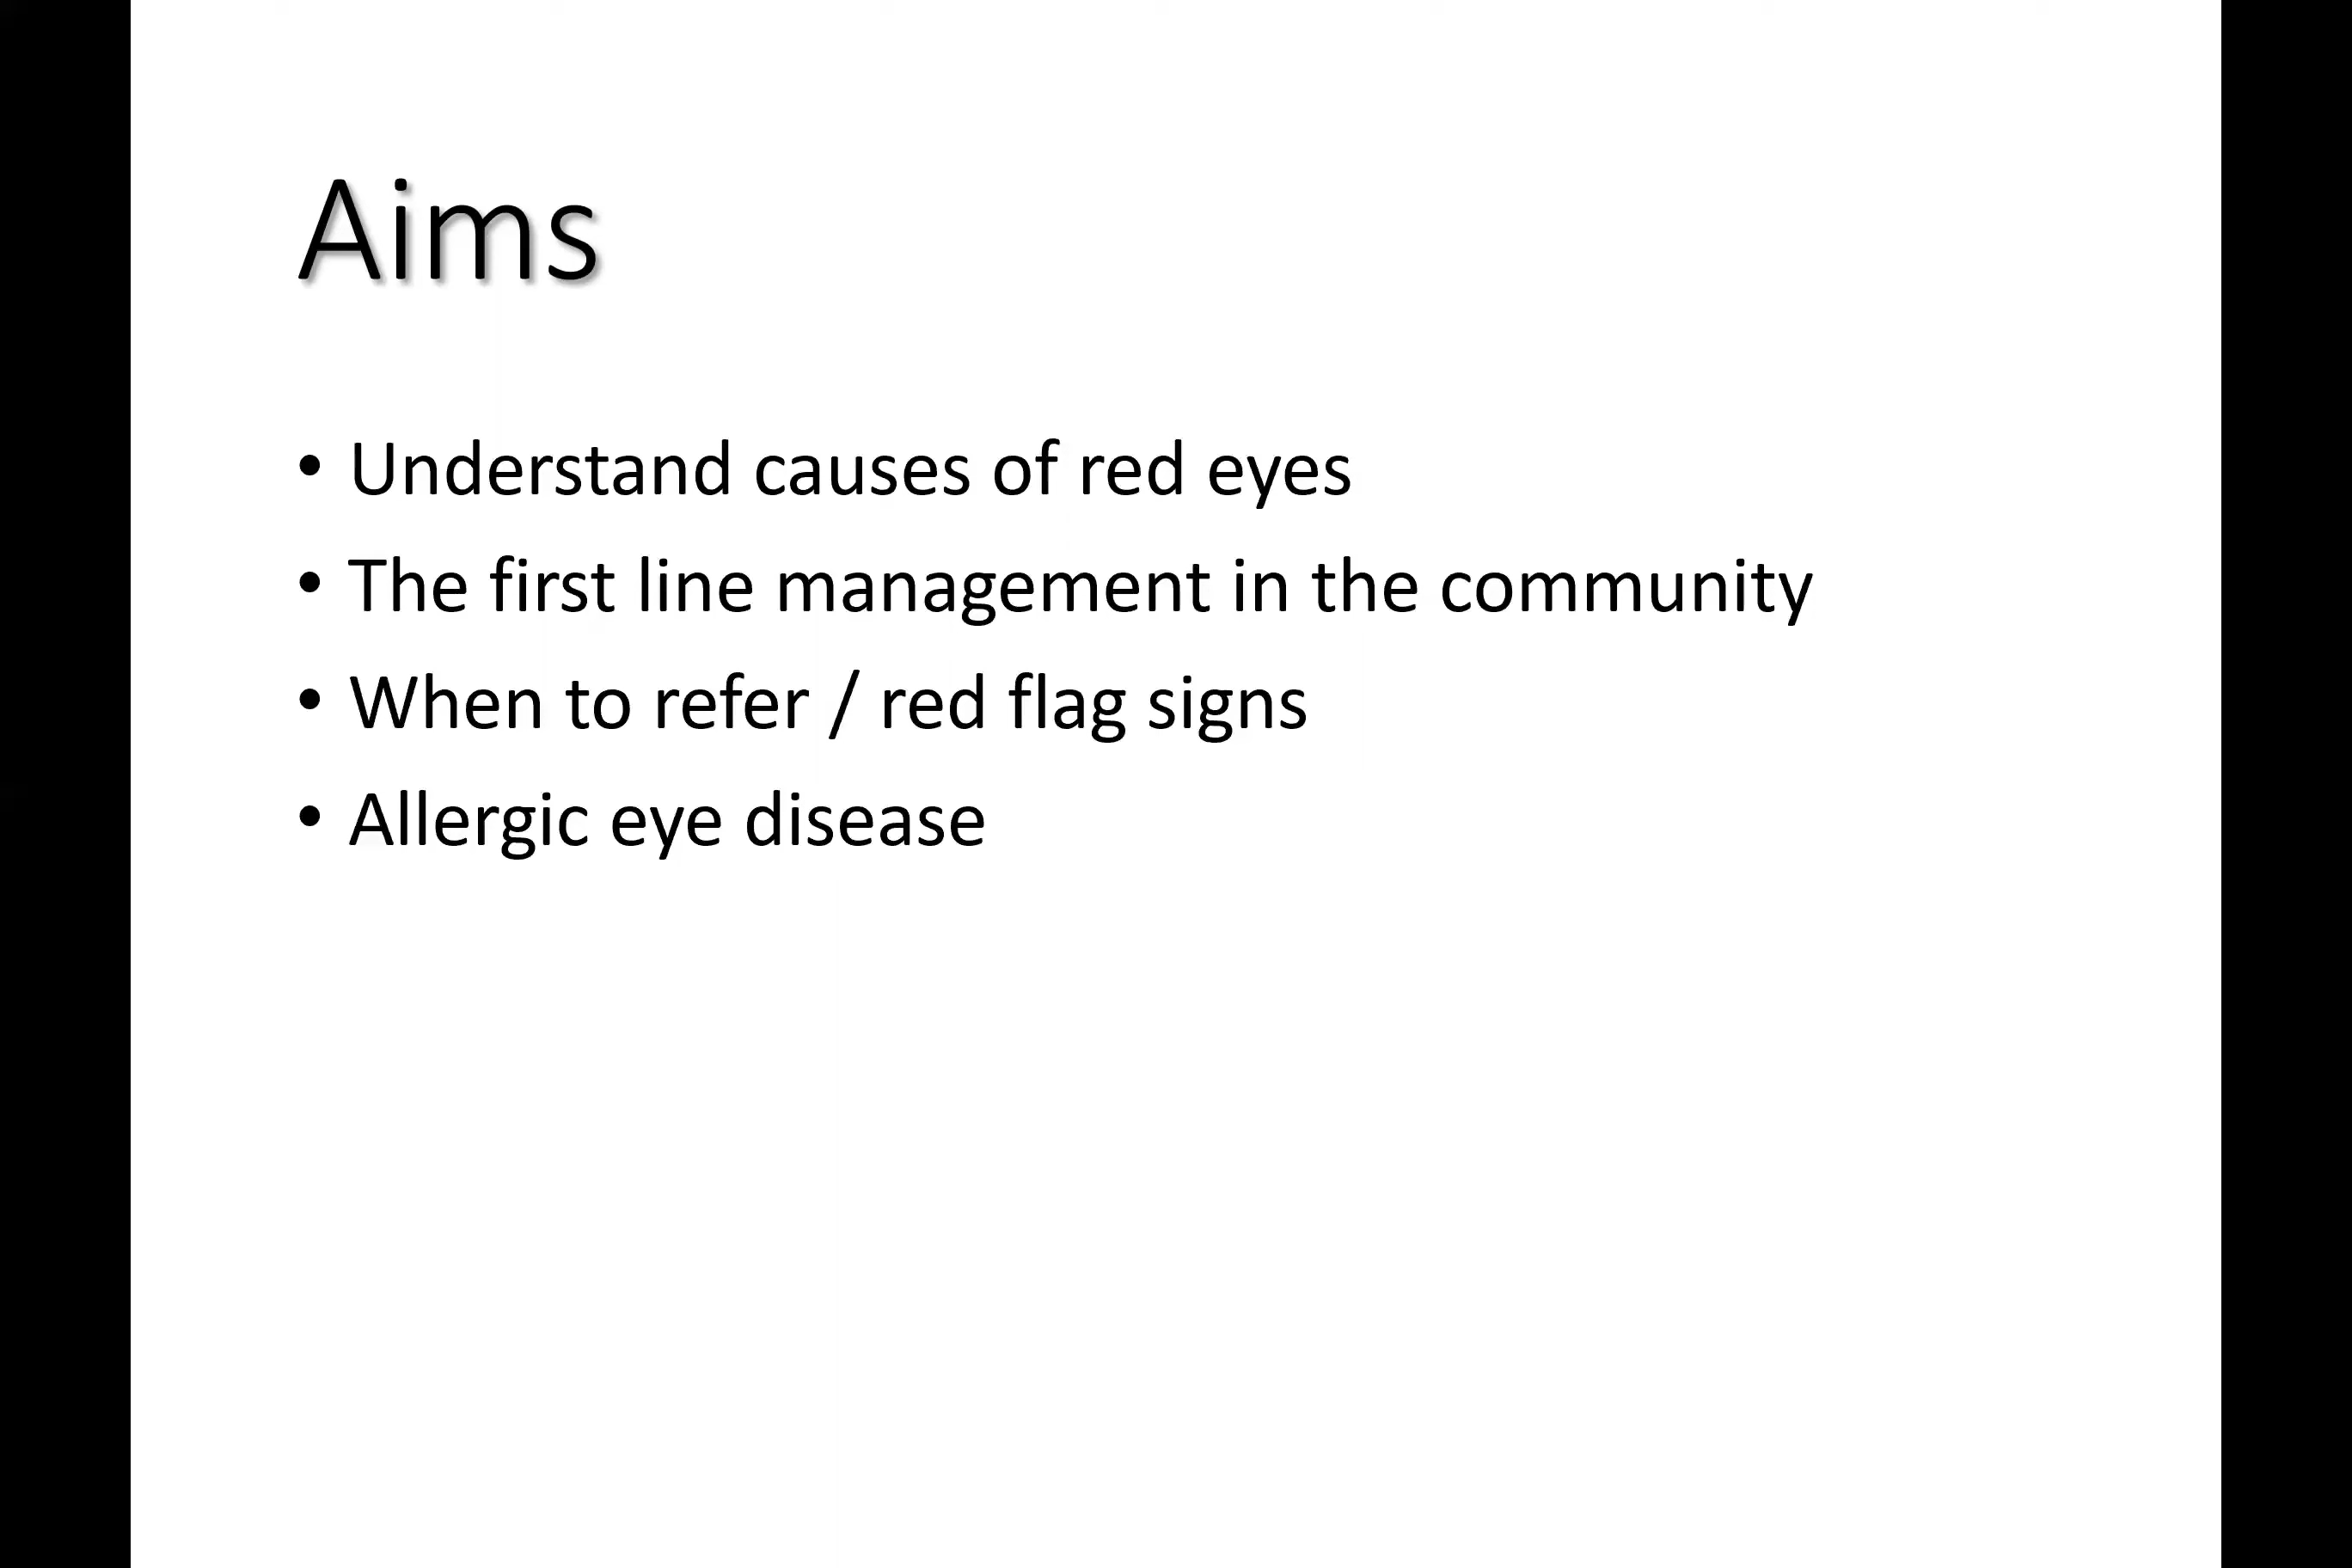 Aims
• Understand causes of red eyes
• The first line management in the community
• When to refer / red flag signs
• Allergic eye disease